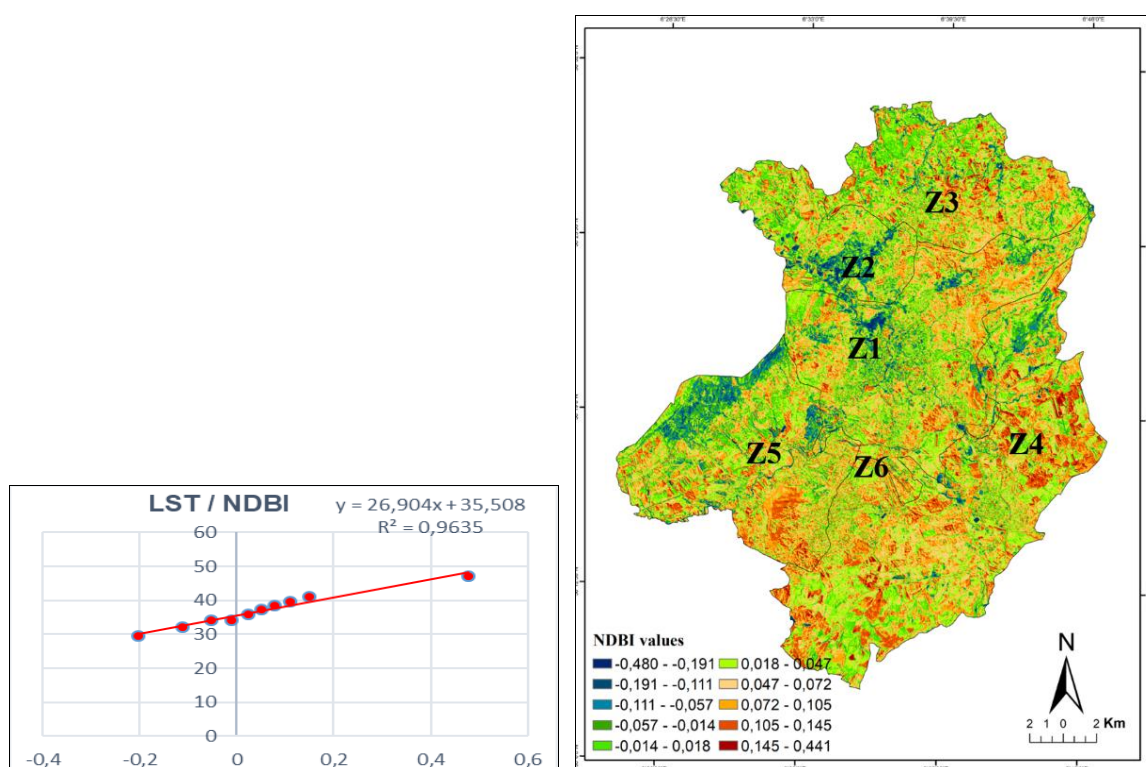 LST / NDBI
y = 26,904x + 35,508
R² = 0,9635
60
50
40
30
20
10
0
-0,4 -0,2 0 0,2 0,4 0,6
Z3
Z2
Z1
Z4
Z5
Z6
NDBI values
-0,480 - -0,191 0,018 - 0,047
-0,191 - -0,111 0,047 - 0,072
-0,111 - -0,057 0,072 - 0,105
-0,057 - -0,014 0,105 - 0,145
-0,014 - 0,018 0,145 - 0,441
N
2 1 0 2 Km